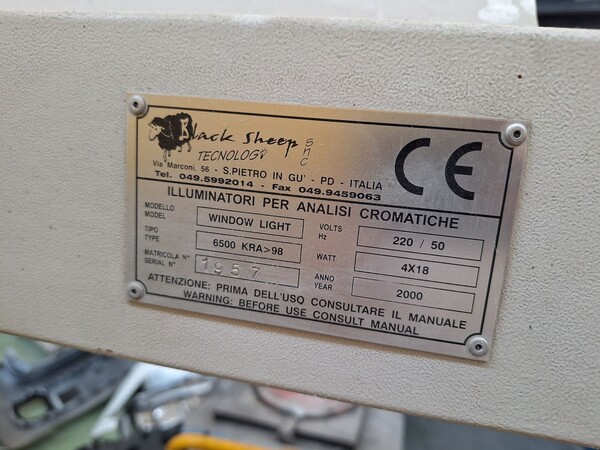 Black Sheep SNC
TECNOLOGY
Via Marconi, 56 - S.PIETRO IN GU' - PD - ITALIA
Tel. 049.5992014 - Fax 049.9459063
CE
ILLUMINATORI PER ANALISI CROMATICHE
MODELLO
MODEL
WINDOW LIGHT
VOLTS
Hz
220 / 50
TIPO
TYPE
6500 KRA>98
WATT
4X18
MATRICOLA N°
SERIAL N°
1957
ANNO
YEAR
2000
ATTENZIONE: PRIMA DELL'USO CONSULTARE IL MANUALE
WARNING: BEFORE USE CONSULT MANUAL